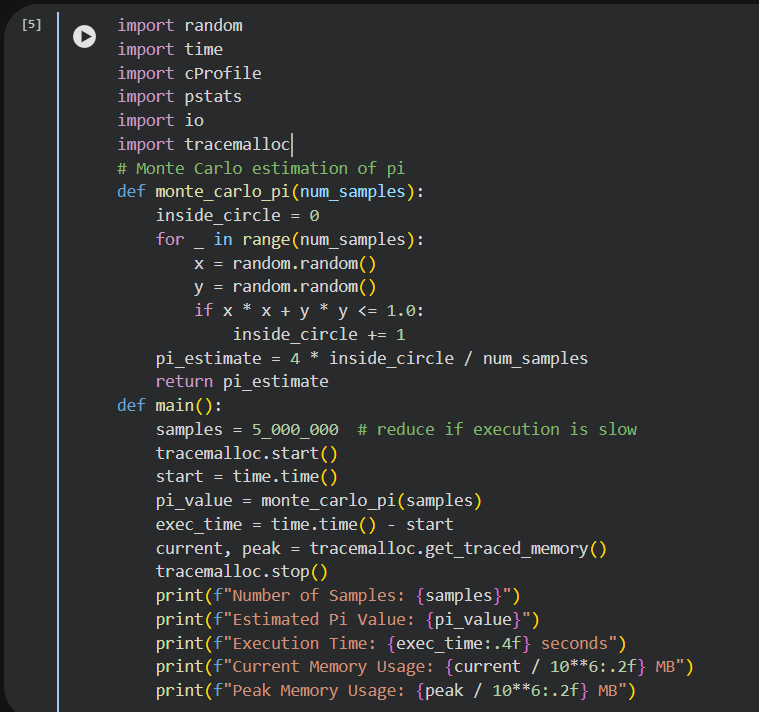 [5]
import random
import time
import cProfile
import pstats
import io
import tracemalloc
# Monte Carlo estimation of pi
def monte_carlo_pi(num_samples):
    inside_circle = 0
    for _ in range(num_samples):
        x = random.random()
        y = random.random()
        if x * x + y * y <= 1.0:
            inside_circle += 1
    pi_estimate = 4 * inside_circle / num_samples
    return pi_estimate
def main():
    samples = 5_000_000  # reduce if execution is slow
    tracemalloc.start()
    start = time.time()
    pi_value = monte_carlo_pi(samples)
    exec_time = time.time() - start
    current, peak = tracemalloc.get_traced_memory()
    tracemalloc.stop()
    print(f"Number of Samples: {samples}")
    print(f"Estimated Pi Value: {pi_value}")
    print(f"Execution Time: {exec_time:.4f} seconds")
    print(f"Current Memory Usage: {current / 10**6:.2f} MB")
    print(f"Peak Memory Usage: {peak / 10**6:.2f} MB")